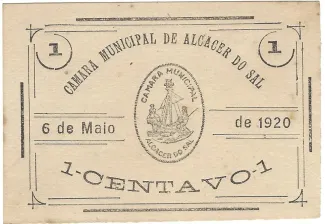 1 1
CAMARA MUNICIPAL DE ALCACER DO SAL
CAMARA MUNICIPAL
ALCACER DO SAL
6 de Maio de 1920
1-CENTAVO-1